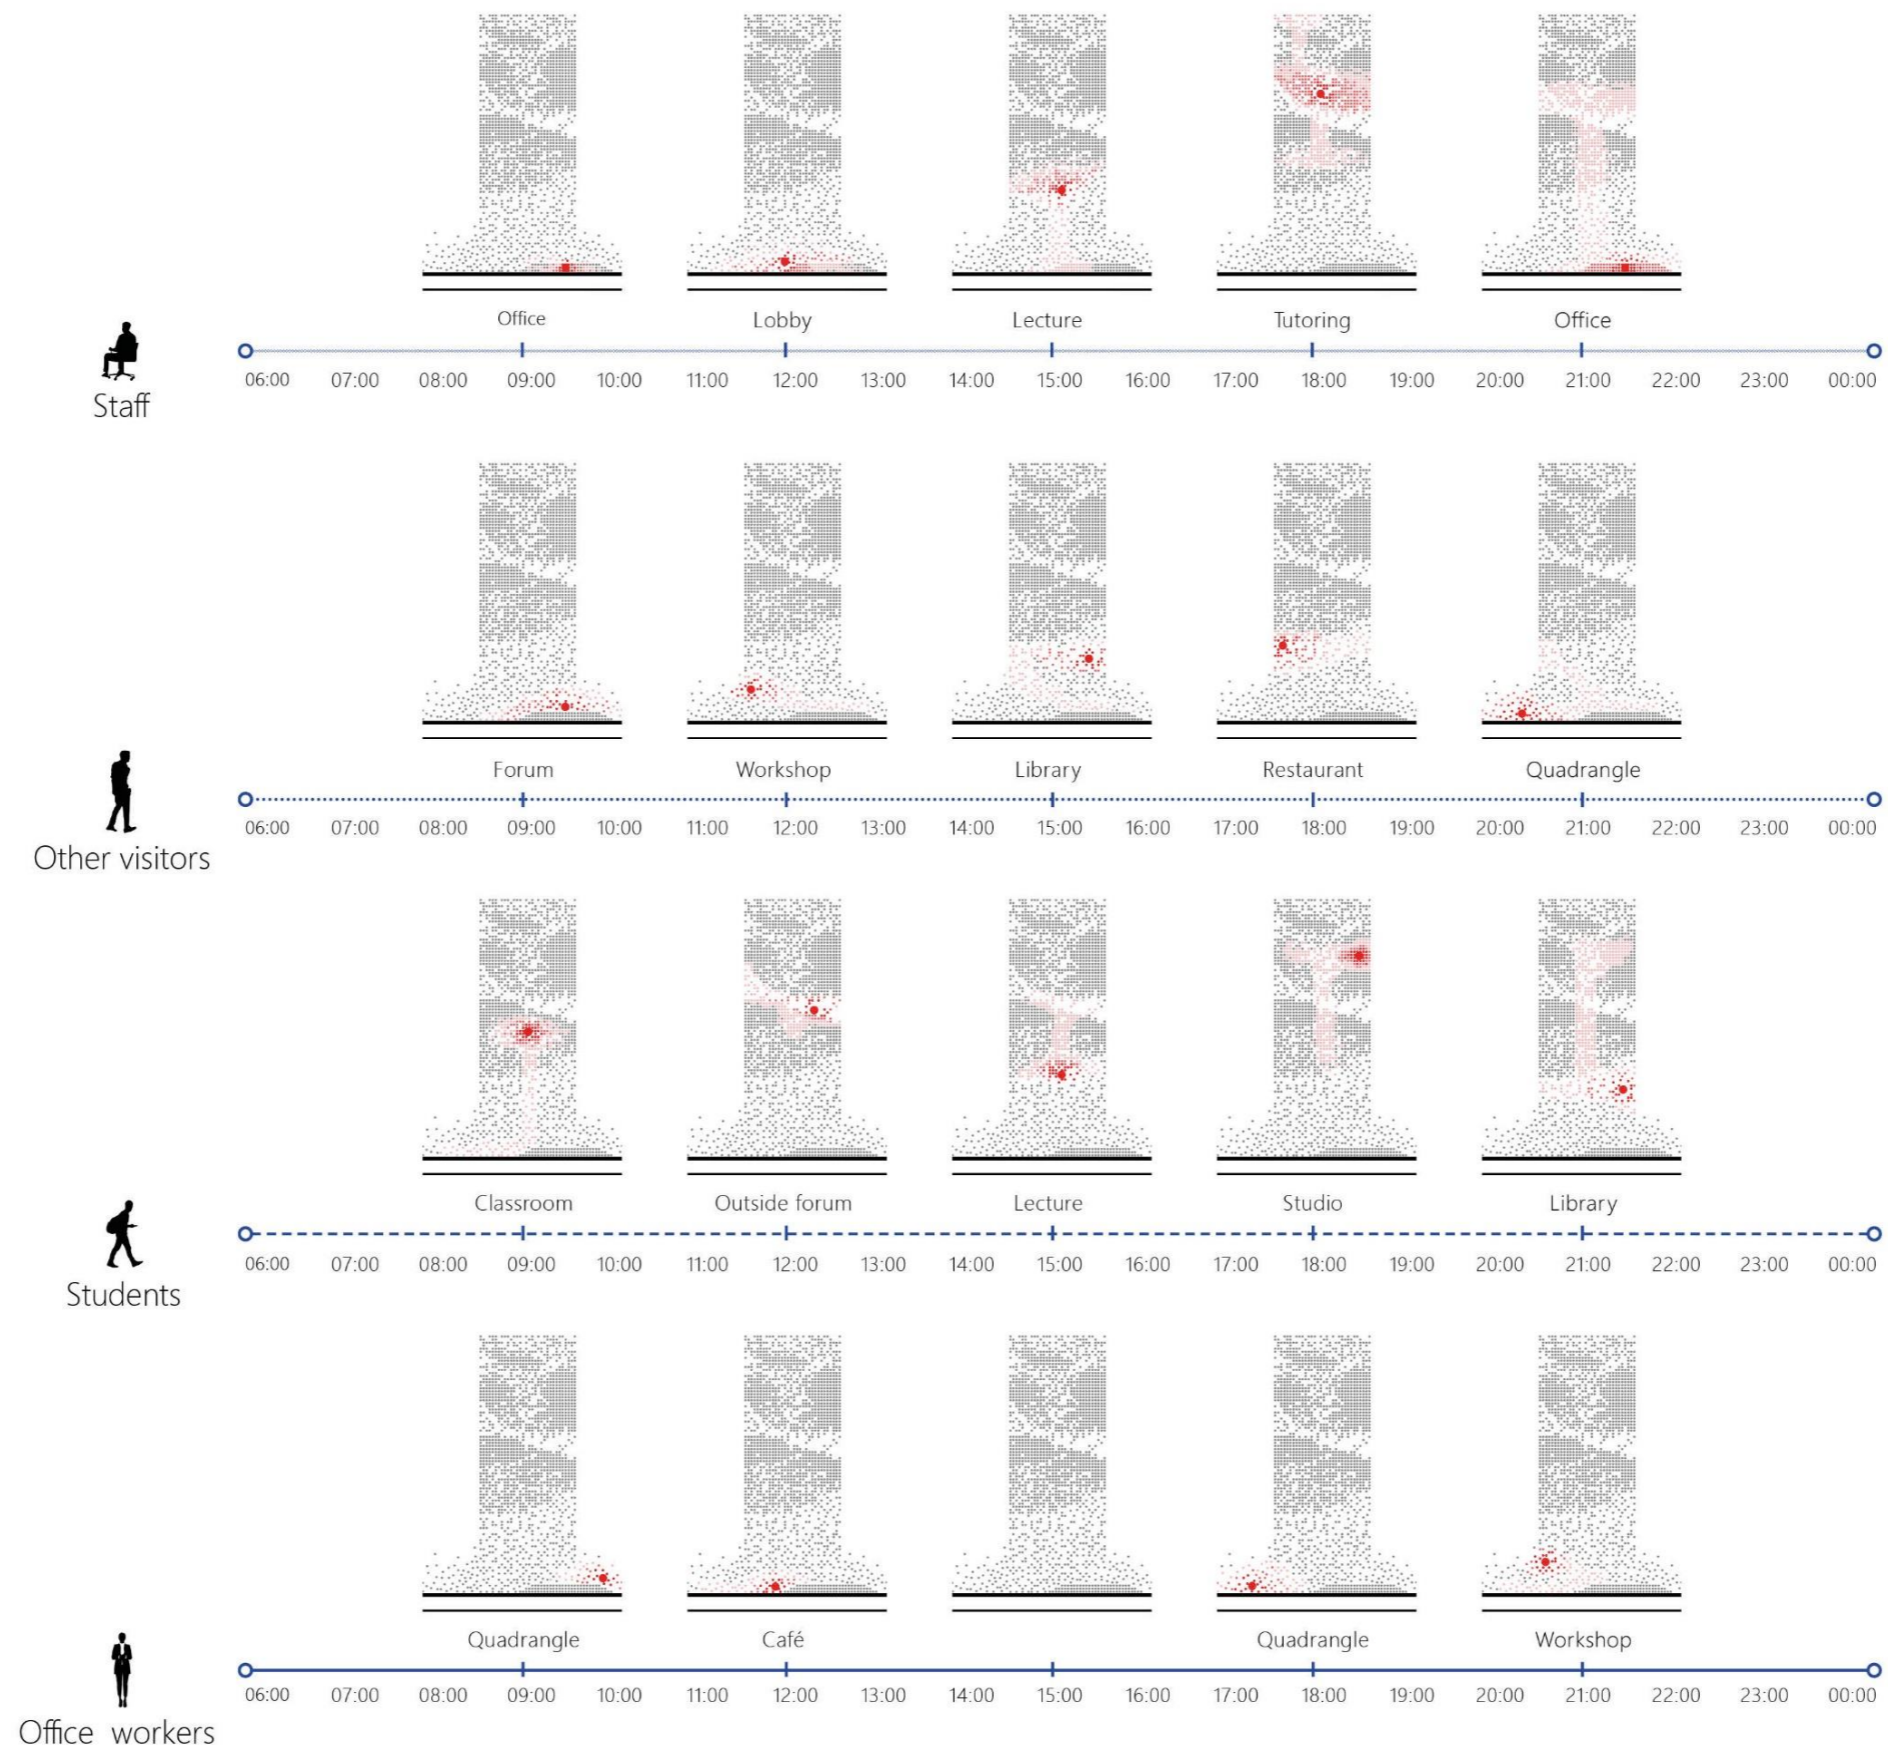 Office Lobby Lecture Tutoring Office
06:00 07:00 08:00 09:00 10:00 11:00 12:00 13:00 14:00 15:00 16:00 17:00 18:00 19:00 20:00 21:00 22:00 23:00 00:00
Staff
Forum Workshop Library Restaurant Quadrangle
06:00 07:00 08:00 09:00 10:00 11:00 12:00 13:00 14:00 15:00 16:00 17:00 18:00 19:00 20:00 21:00 22:00 23:00 00:00
Other visitors
Classroom Outside forum Lecture Studio Library
06:00 07:00 08:00 09:00 10:00 11:00 12:00 13:00 14:00 15:00 16:00 17:00 18:00 19:00 20:00 21:00 22:00 23:00 00:00
Students
Quadrangle Café Quadrangle Workshop
06:00 07:00 08:00 09:00 10:00 11:00 12:00 13:00 14:00 15:00 16:00 17:00 18:00 19:00 20:00 21:00 22:00 23:00 00:00
Office workers